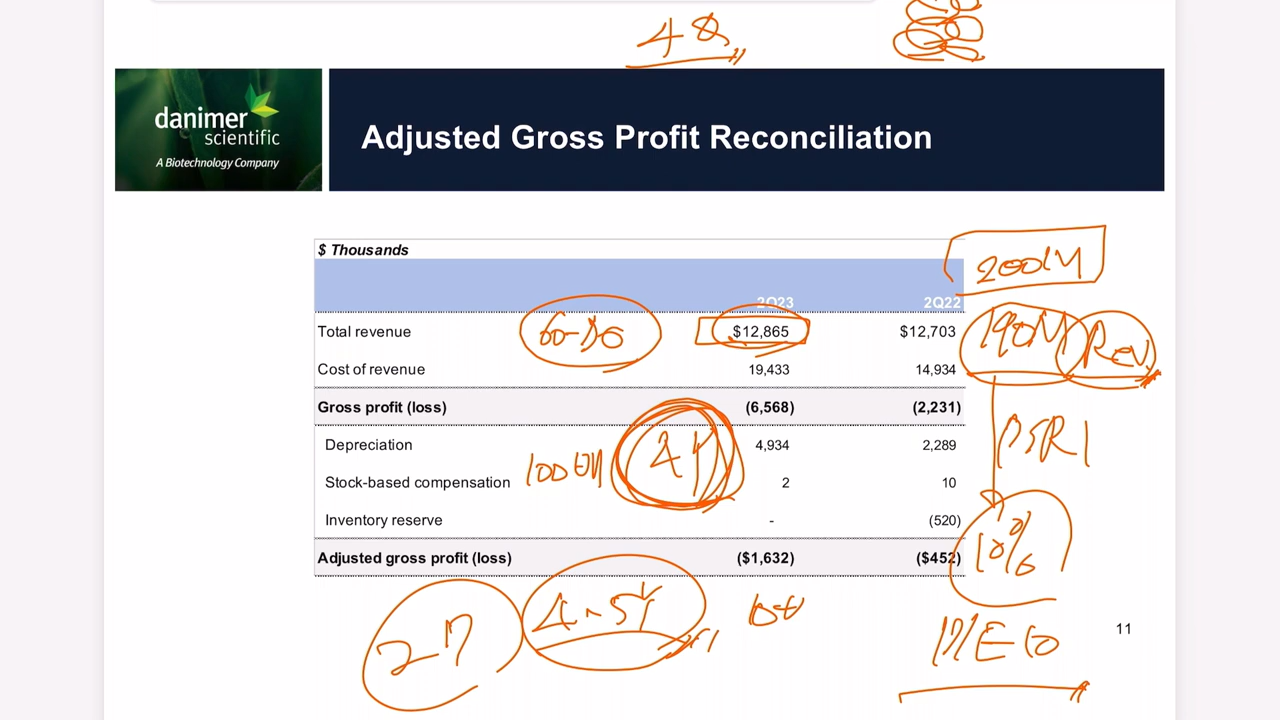 danimer
scientific
A Biotechnology Company
Adjusted Gross Profit Reconciliation
$ Thousands
200M
2Q23 2Q22
Total revenue $12,865 $12,703
190M Rev
Cost of revenue 19,433 14,934
Gross profit (loss) (6,568) (2,231)
Depreciation 4,934 2,289
Stock-based compensation 2 10
Inventory reserve - (520)
10%
Adjusted gross profit (loss) ($1,632) ($452)
11